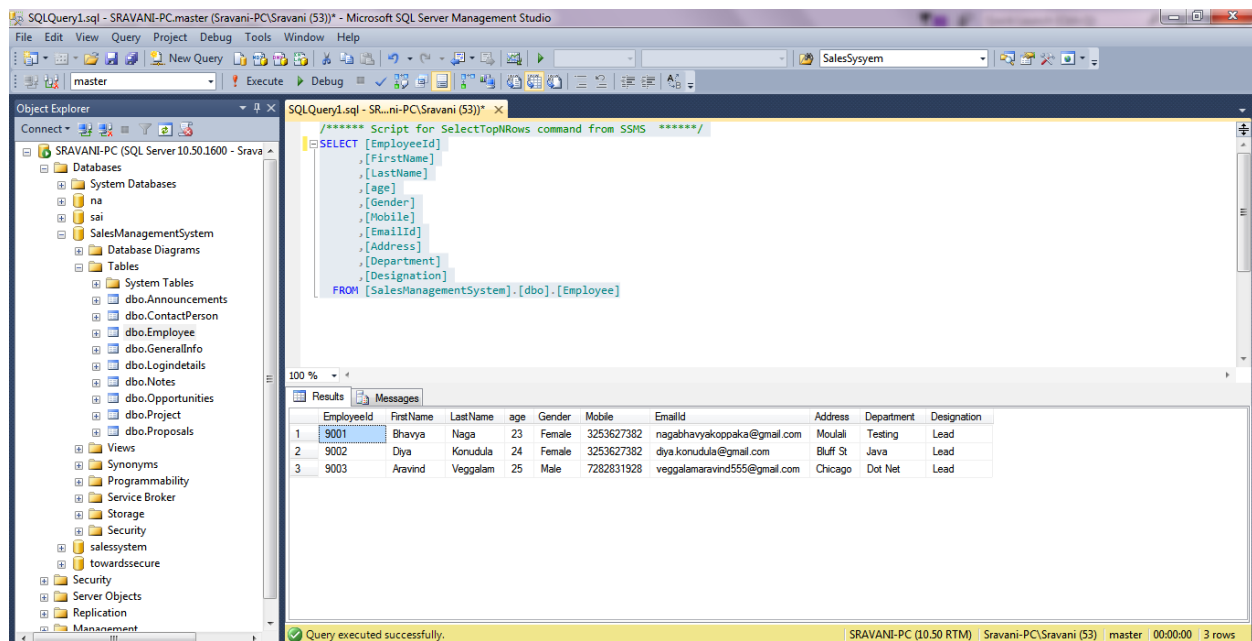 SQLQuery1.sql - SRAVANI-PC.master (Sravani-PC\Sravani (53))* - Microsoft SQL Server Management Studio
File Edit View Query Project Debug Tools Window Help
New Query SalesSysyem
master Execute Debug
Object Explorer
Connect
SRAVANI-PC (SQL Server 10.50.1600 - Srava
Databases
System Databases
na
sai
SalesManagementSystem
Database Diagrams
Tables
System Tables
dbo.Announcements
dbo.ContactPerson
dbo.Employee
dbo.GeneralInfo
dbo.Logindetails
dbo.Notes
dbo.Opportunities
dbo.Project
dbo.Proposals
Views
Synonyms
Programmability
Service Broker
Storage
Security
salessystem
towardssecure
Security
Server Objects
Replication
Management
SQLQuery1.sql - SR...ni-PC\Sravani (53))*
/****** Script for SelectTopNRows command from SSMS ******/
SELECT [EmployeeId]
,[FirstName]
,[LastName]
,[age]
,[Gender]
,[Mobile]
,[EmailId]
,[Address]
,[Department]
,[Designation]
FROM [SalesManagementSystem].[dbo].[Employee]
100 %
Results Messages
EmployeeId FirstName LastName age Gender Mobile EmailId Address Department Designation
1 9001 Bhavya Naga 23 Female 3253627382 nagabhavyakoppaka@gmail.com Moulali Testing Lead
2 9002 Diya Konudula 24 Female 3253627382 diya.konudula@gmail.com Bluff St Java Lead
3 9003 Aravind Veggalam 25 Male 7282831928 veggalamaravind555@gmail.com Chicago Dot Net Lead
Query executed successfully. SRAVANI-PC (10.50 RTM) Sravani-PC\Sravani (53) master 00:00:00 3 rows